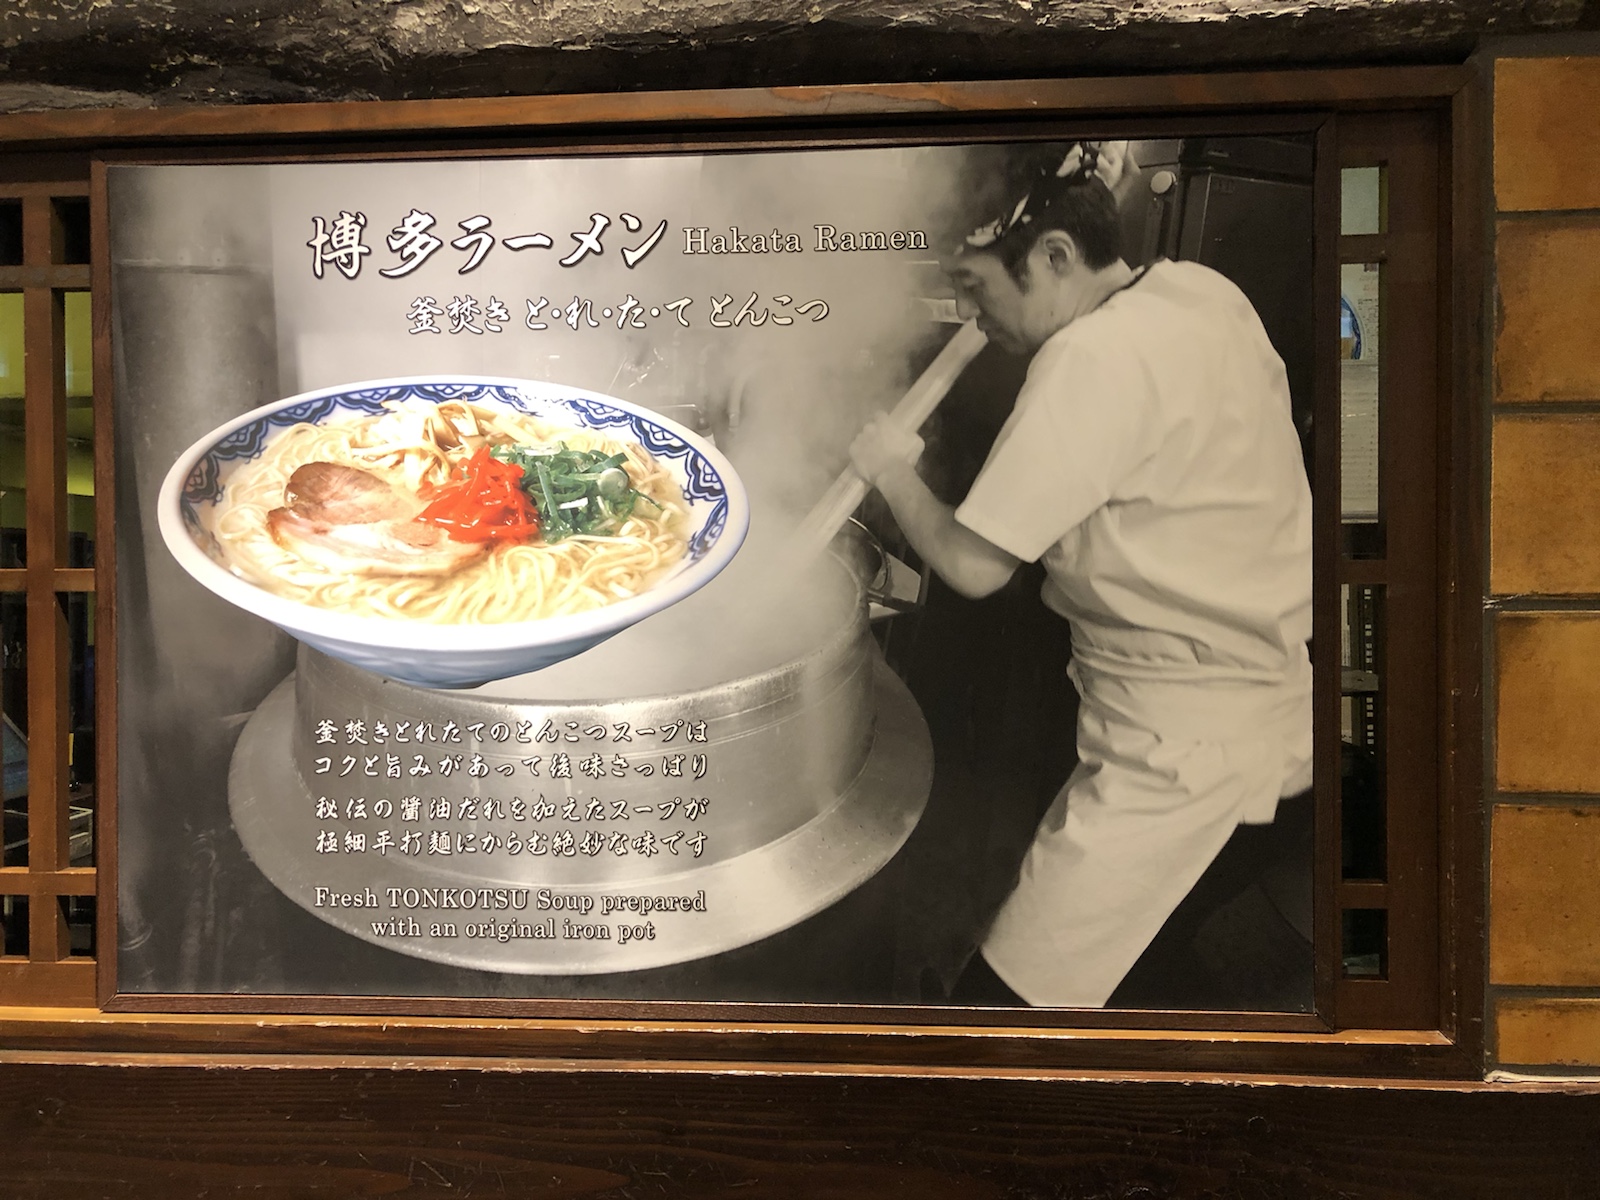 博多ラーメン Hakata Ramen
釜焚き と・れ・た・て とんこつ
釜焚きとれたてのとんこつスープは
コクと旨みがあって後味さっぱり
秘伝の醤油だれを加えたスープが
極細平打麺にからむ絶妙な味です
Fresh TONKOTSU Soup prepared
with an original iron pot